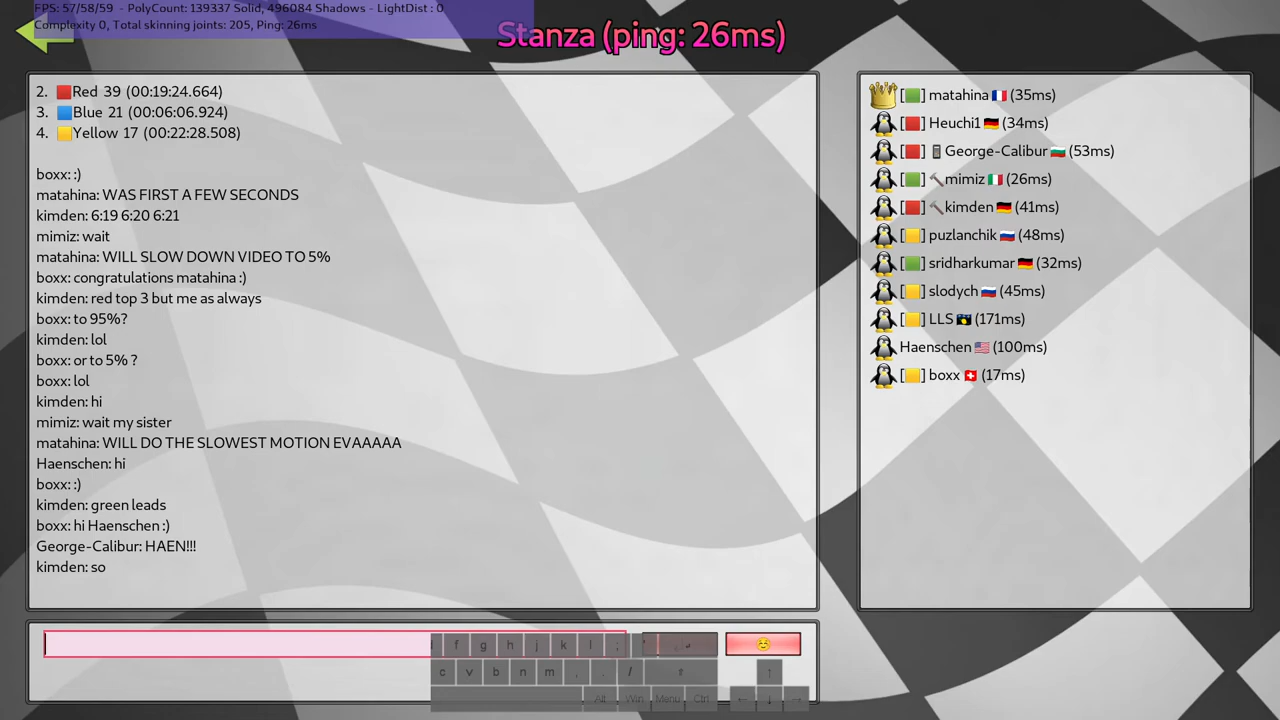 FPS: 57/58/59 - PolyCount: 139337 Solid, 496084 Shadows - LightDist : 0
Complexity 0, Total skinning joints: 205, Ping: 26ms
Stanza (ping: 26ms)
2. Red 39 (00:19:24.664)
3. Blue 21 (00:06:06.924)
4. Yellow 17 (00:22:28.508)
boxx: :)
matahina: WAS FIRST A FEW SECONDS
kimden: 6:19 6:20 6:21
mimiz: wait
matahina: WILL SLOW DOWN VIDEO TO 5%
boxx: congratulations matahina :)
kimden: red top 3 but me as always
boxx: to 95%?
kimden: lol
boxx: or to 5% ?
boxx: lol
kimden: hi
mimiz: wait my sister
matahina: WILL DO THE SLOWEST MOTION EVAAAAA
Haenschen: hi
boxx: :)
kimden: green leads
boxx: hi Haenschen :)
George-Calibur: HAEN!!!
kimden: so
[🟩] matahina 🇫🇷 (35ms)
[🟥] Heuchi1 🇩🇪 (34ms)
[🟥] 📱George-Calibur 🇧🇬 (53ms)
[🟩] 🔨mimiz 🇮🇹 (26ms)
[🟥] 🔨kimden 🇩🇪 (41ms)
[🟨] puzlanchik 🇷🇺 (48ms)
[🟩] sridharkumar 🇩🇪 (32ms)
[🟨] slodych 🇷🇺 (45ms)
[🟨] LLS (171ms)
Haenschen 🇺🇸 (100ms)
[🟨] boxx 🇨🇭 (17ms)
f g h j k l ; '
c v b n m , . /
Alt Win Menu Ctrl